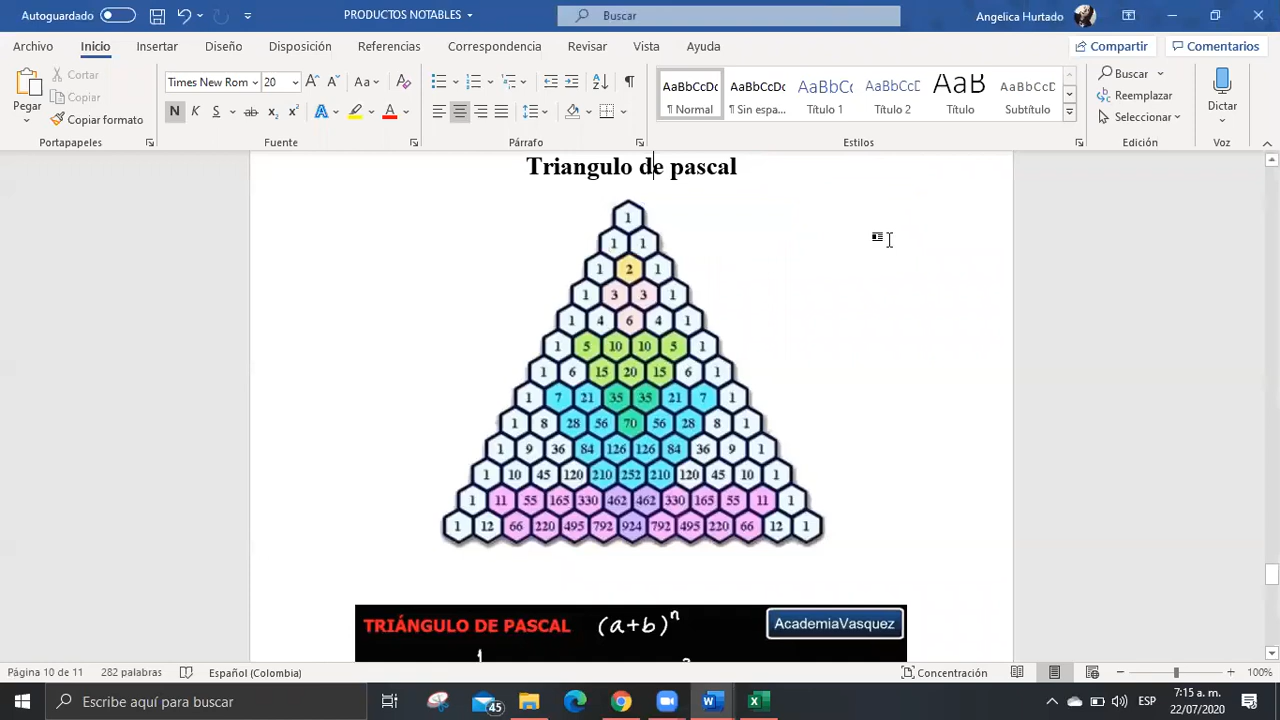 Autoguardado PRODUCTOS NOTABLES Buscar Angelica Hurtado
Archivo Inicio Insertar Diseño Disposición Referencias Correspondencia Revisar Vista Ayuda Compartir Comentarios
Pegar Cortar Copiar Copiar formato
Times New Rom 20 A A Aa A
N K S ab x₂ x² A A
AaBbCcDc AaBbCcDc AaBbCc AaBbCcD AaB AaBbCcD
¶ Normal ¶ Sin espa... Título 1 Título 2 Título Subtítulo
Buscar
Reemplazar
Seleccionar
Dictar
Portapapeles Fuente Párrafo Estilos Edición Voz
Triangulo de pascal
1
1 1
1 2 1
1 3 3 1
1 4 6 4 1
1 5 10 10 5 1
1 6 15 20 15 6 1
1 7 21 35 35 21 7 1
1 8 28 56 70 56 28 8 1
1 9 36 84 126 126 84 36 9 1
1 10 45 120 210 252 210 120 45 10 1
1 11 55 165 330 462 462 330 165 55 11 1
1 12 66 220 495 792 924 792 495 220 66 12 1
TRIÁNGULO DE PASCAL (a+b)ⁿ AcademiaVasquez
Página 10 de 11 282 palabras Español (Colombia) Concentración 100%
Escribe aquí para buscar 45 ESP 7:15 a. m.
22/07/2020